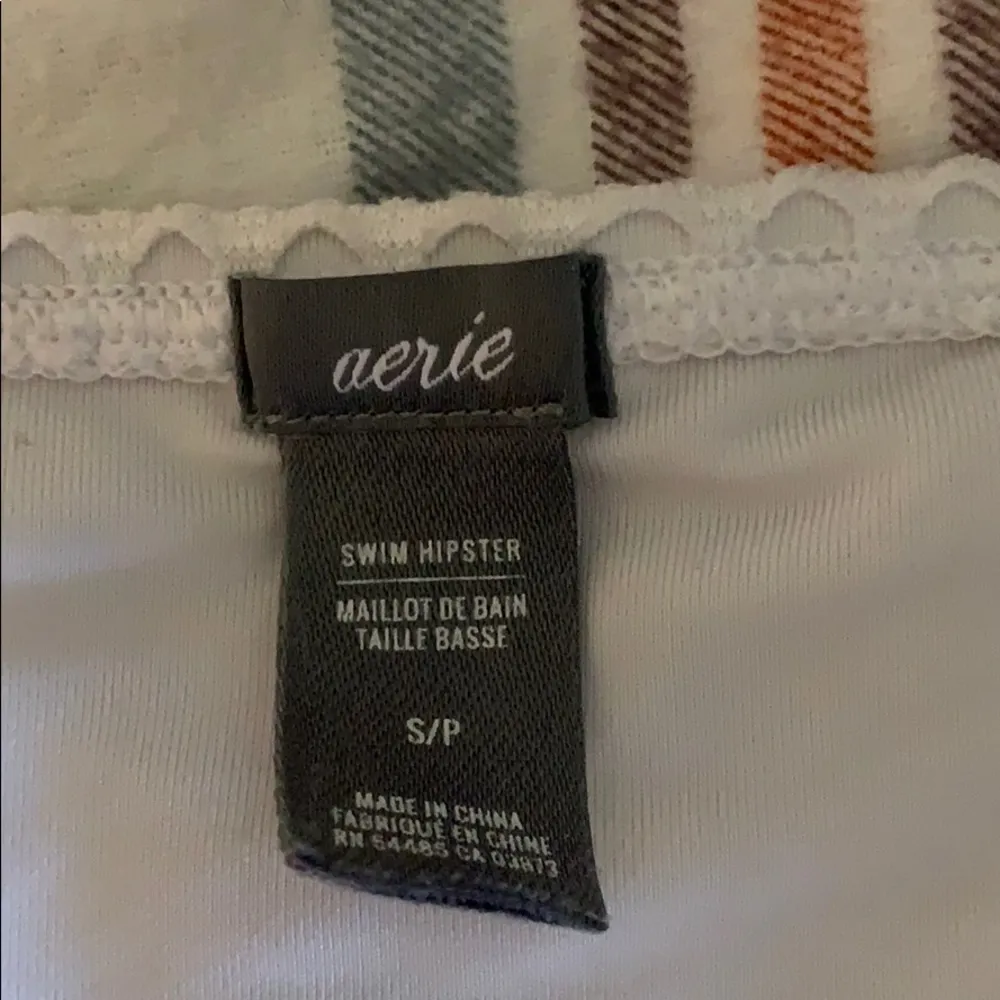 aerie
SWIM HIPSTER
MAILLOT DE BAIN
TAILLE BASSE
S/P
MADE IN CHINA
FABRIQUÉ EN CHINE
RN 54485 CA 03873